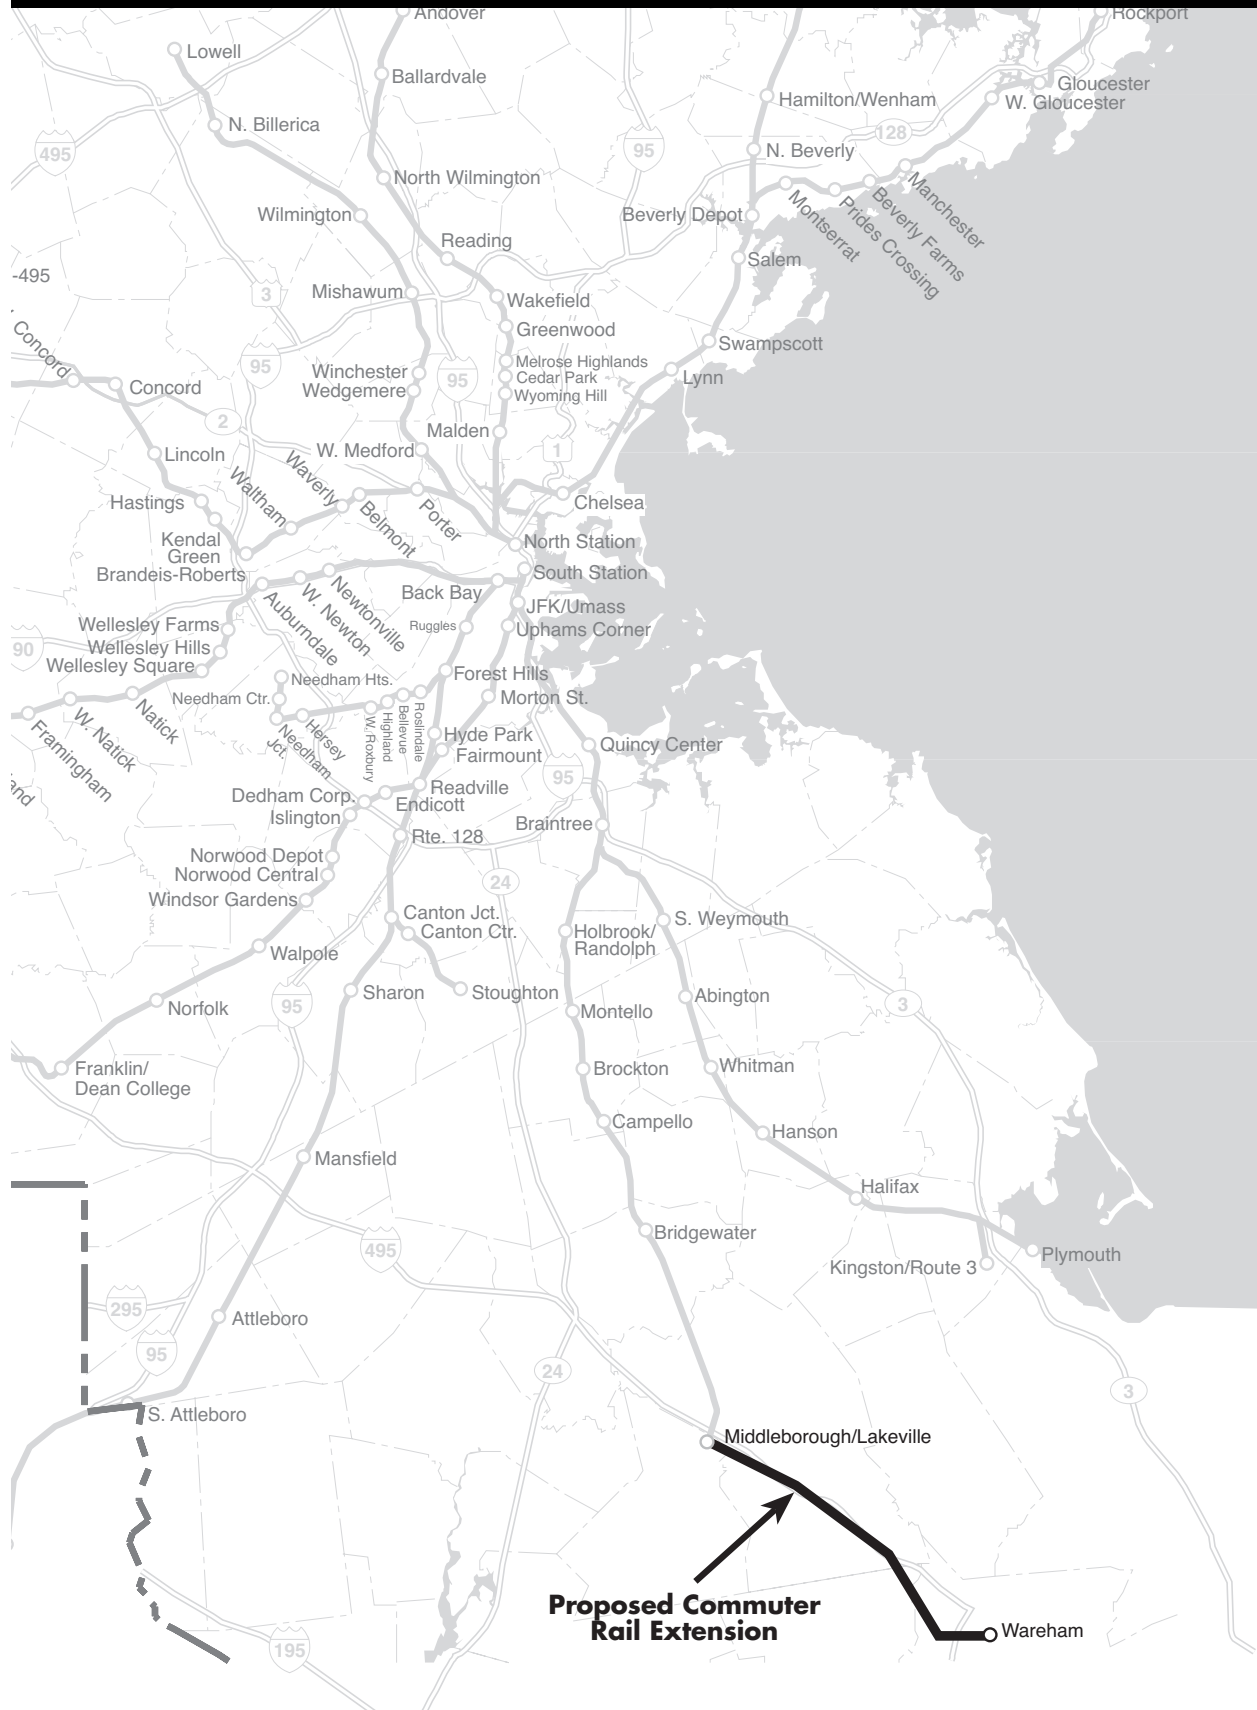 Andover
Rockport
Lowell
Ballardvale
Gloucester
W. Gloucester
Hamilton/Wenham
N. Billerica
128
495
95
N. Beverly
North Wilmington
Manchester
Beverly Farms
Prides Crossing
Montserrat
Wilmington
Beverly Depot
Reading
Salem
-495
3
Mishawum
Wakefield
Greenwood
Concord
Swampscott
Melrose Highlands
Cedar Park
Wyoming Hill
95
95
Winchester
Wedgemere
Lynn
Concord
2
Malden
W. Medford
1
Lincoln
Waverly
Waltham
Belmont
Porter
Hastings
Chelsea
Kendal
Green
North Station
Brandeis-Roberts
South Station
Back Bay
JFK/Umass
Newtonville
W. Newton
Auburndale
Wellesley Farms
Ruggles
Uphams Corner
90
Wellesley Hills
Wellesley Square
Forest Hills
Needham Hts.
Needham Ctr.
Morton St.
Natick
W. Natick
Framingham
and
Hersey
Needham
Jct.
W. Roxbury
Highland
Bellevue
Roslindale
Hyde Park
Fairmount
Quincy Center
95
Readville
Dedham Corp.
Endicott
Islington
Braintree
Rte. 128
Norwood Depot
Norwood Central
24
Windsor Gardens
Canton Jct.
Canton Ctr.
S. Weymouth
Holbrook/
Randolph
Walpole
Sharon
Stoughton
Abington
Norfolk
95
Montello
3
Franklin/
Dean College
Brockton
Whitman
Campello
Hanson
Mansfield
Halifax
Bridgewater
495
Plymouth
Kingston/Route 3
295
Attleboro
95
24
3
S. Attleboro
Middleborough/Lakeville
Proposed Commuter
Rail Extension
Wareham
195